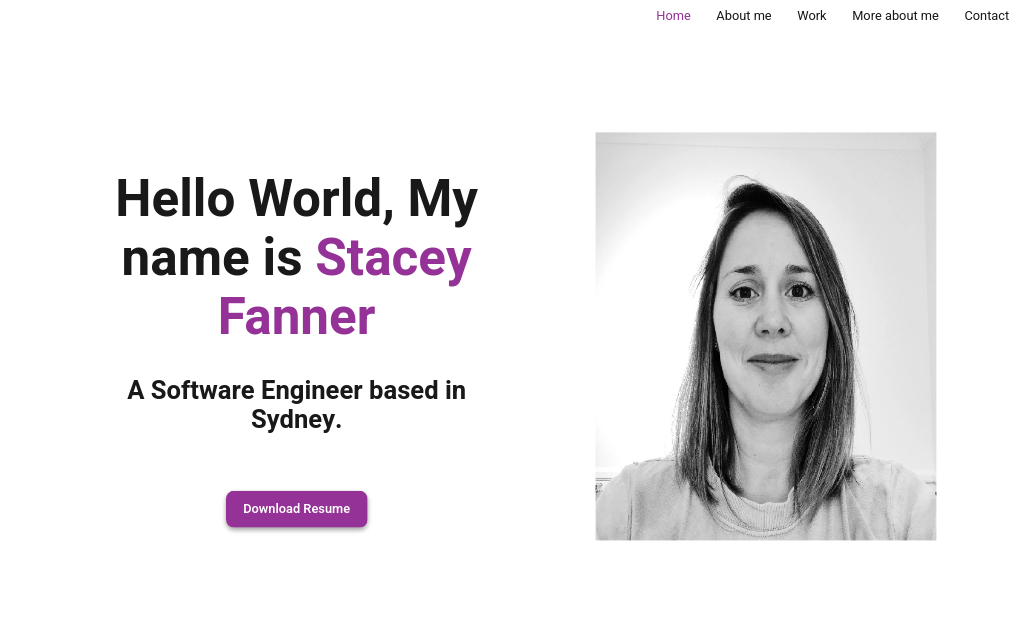 Home About me Work More about me Contact
Hello World, My
name is Stacey
Fanner
A Software Engineer based in
Sydney.
Download Resume